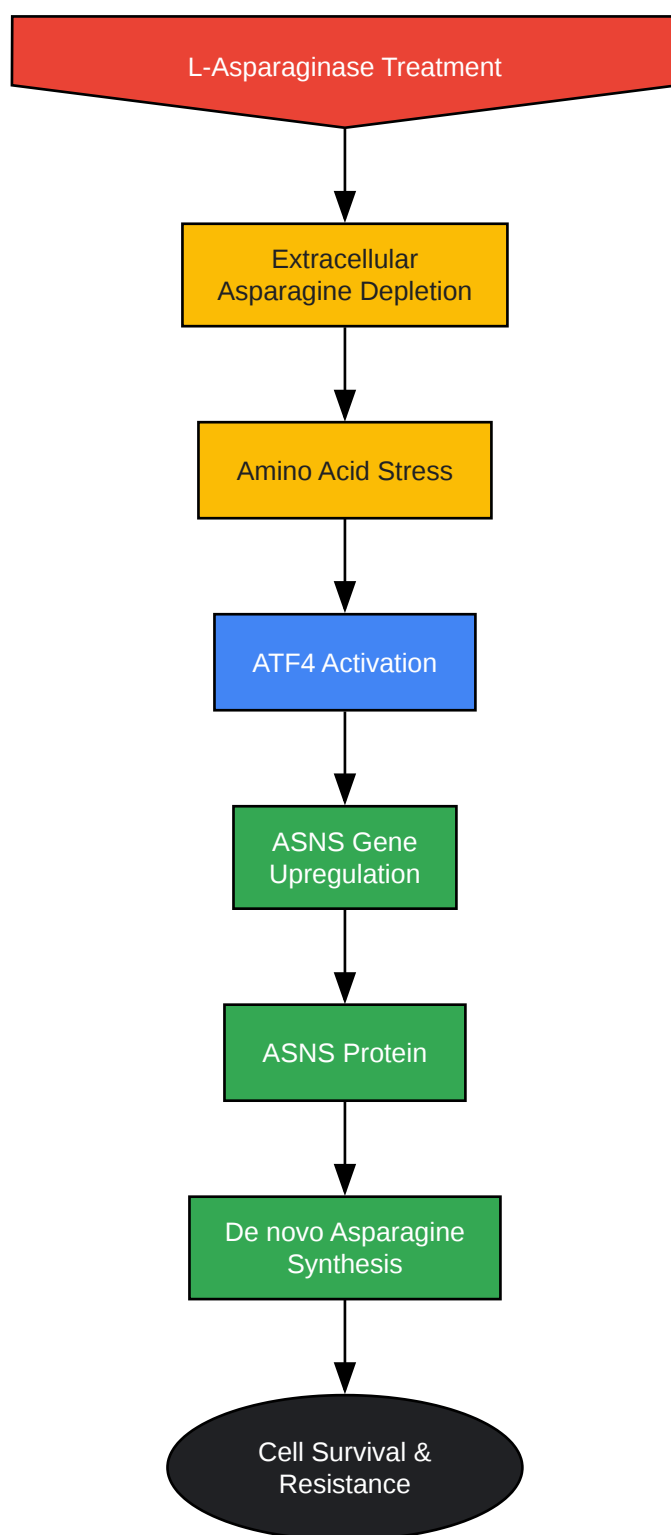 L-Asparaginase Treatment
Extracellular
Asparagine Depletion
Amino Acid Stress
ATF4 Activation
ASNS Gene
Upregulation
ASNS Protein
De novo Asparagine
Synthesis
Cell Survival &
Resistance